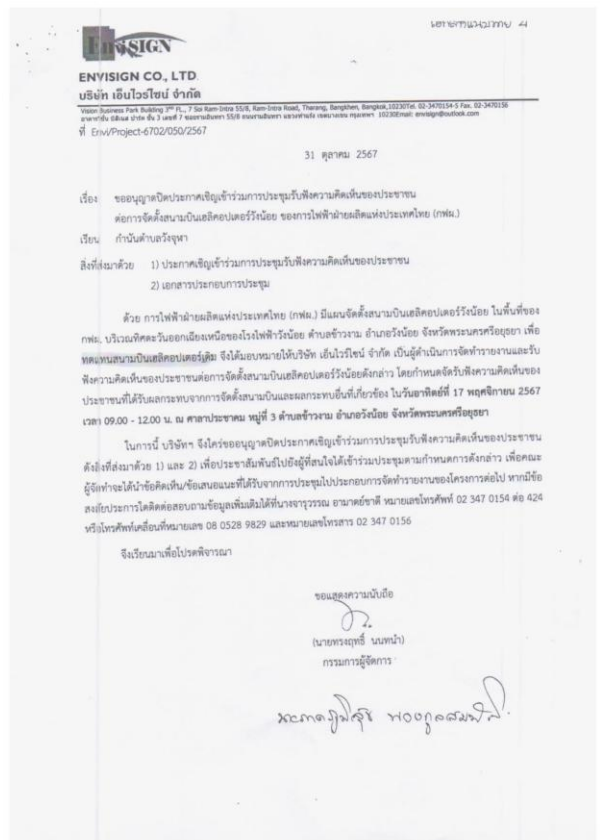 EnviSIGN
ENVISIGN CO., LTD.
บริษัท เอ็นไวร์ไซน์ จำกัด
Vision Business Park Building 3ʳᵈ FL., 7 Soi Ram-Intra 55/8, Ram-Intra Road, Tharang, Bangkhen, Bangkok,10230Tel. 02-3470154-5 Fax. 02-3470156
ที่ Envi/Project-6702/050/2567
31 ตุลาคม 2567
เรื่อง ขออนุญาตปิดประกาศเชิญเข้าร่วมการประชุมรับฟังความคิดเห็นของประชาชน
ต่อการจัดตั้งสนามบินเฮลิคอปเตอร์วังน้อย ของการไฟฟ้าฝ่ายผลิตแห่งประเทศไทย (กฟผ.)
เรียน กำนันตำบลวังจุฬา
สิ่งที่ส่งมาด้วย 1) ประกาศเชิญเข้าร่วมการประชุมรับฟังความคิดเห็นของประชาชน
2) เอกสารประกอบการประชุม
ด้วย การไฟฟ้าฝ่ายผลิตแห่งประเทศไทย (กฟผ.) มีแผนจัดตั้งสนามบินเฮลิคอปเตอร์วังน้อย ในพื้นที่ของ
กฟผ. บริเวณทิศตะวันออกเฉียงเหนือของโรงไฟฟ้าวังน้อย ตำบลข้าวงาม อำเภอวังน้อย จังหวัดพระนครศรีอยุธยา เพื่อ
ทดแทนสนามบินเฮลิคอปเตอร์เดิม จึงได้มอบหมายให้บริษัท เอ็นไวร์ไซน์ จำกัด เป็นผู้ดำเนินการจัดทำรายงานและรับ
ฟังความคิดเห็นของประชาชนต่อการจัดตั้งสนามบินเฮลิคอปเตอร์วังน้อยดังกล่าว โดยกำหนดจัดรับฟังความคิดเห็นของ
ประชาชนที่ได้รับผลกระทบจากการจัดตั้งสนามบินและผลกระทบอื่นที่เกี่ยวข้อง ในวันอาทิตย์ที่ 17 พฤศจิกายน 2567
เวลา 09.00 - 12.00 น. ณ ศาลาประชาคม หมู่ที่ 3 ตำบลข้าวงาม อำเภอวังน้อย จังหวัดพระนครศรีอยุธยา
ในการนี้ บริษัทฯ จึงใคร่ขออนุญาตปิดประกาศเชิญเข้าร่วมการประชุมรับฟังความคิดเห็นของประชาชน
ดังสิ่งที่ส่งมาด้วย 1) และ 2) เพื่อประชาสัมพันธ์ไปยังผู้ที่สนใจได้เข้าร่วมประชุมตามกำหนดการดังกล่าว เพื่อคณะ
ผู้จัดทำจะได้นำข้อคิดเห็น/ข้อเสนอแนะที่ได้รับจากการประชุมไปประกอบการจัดทำรายงานของโครงการต่อไป หากมีข้อ
สงสัยประการใดติดต่อสอบถามข้อมูลเพิ่มเติมได้ที่นางจารุวรรณ อามาตย์ชาติ หมายเลขโทรศัพท์ 02 347 0154 ต่อ 424
หรือโทรศัพท์เคลื่อนที่หมายเลข 08 0528 9829 และหมายเลขโทรสาร 02 347 0156
จึงเรียนมาเพื่อโปรดพิจารณา
ขอแสดงความนับถือ
(นายทรงฤทธิ์ นนทนำ)
กรรมการผู้จัดการ